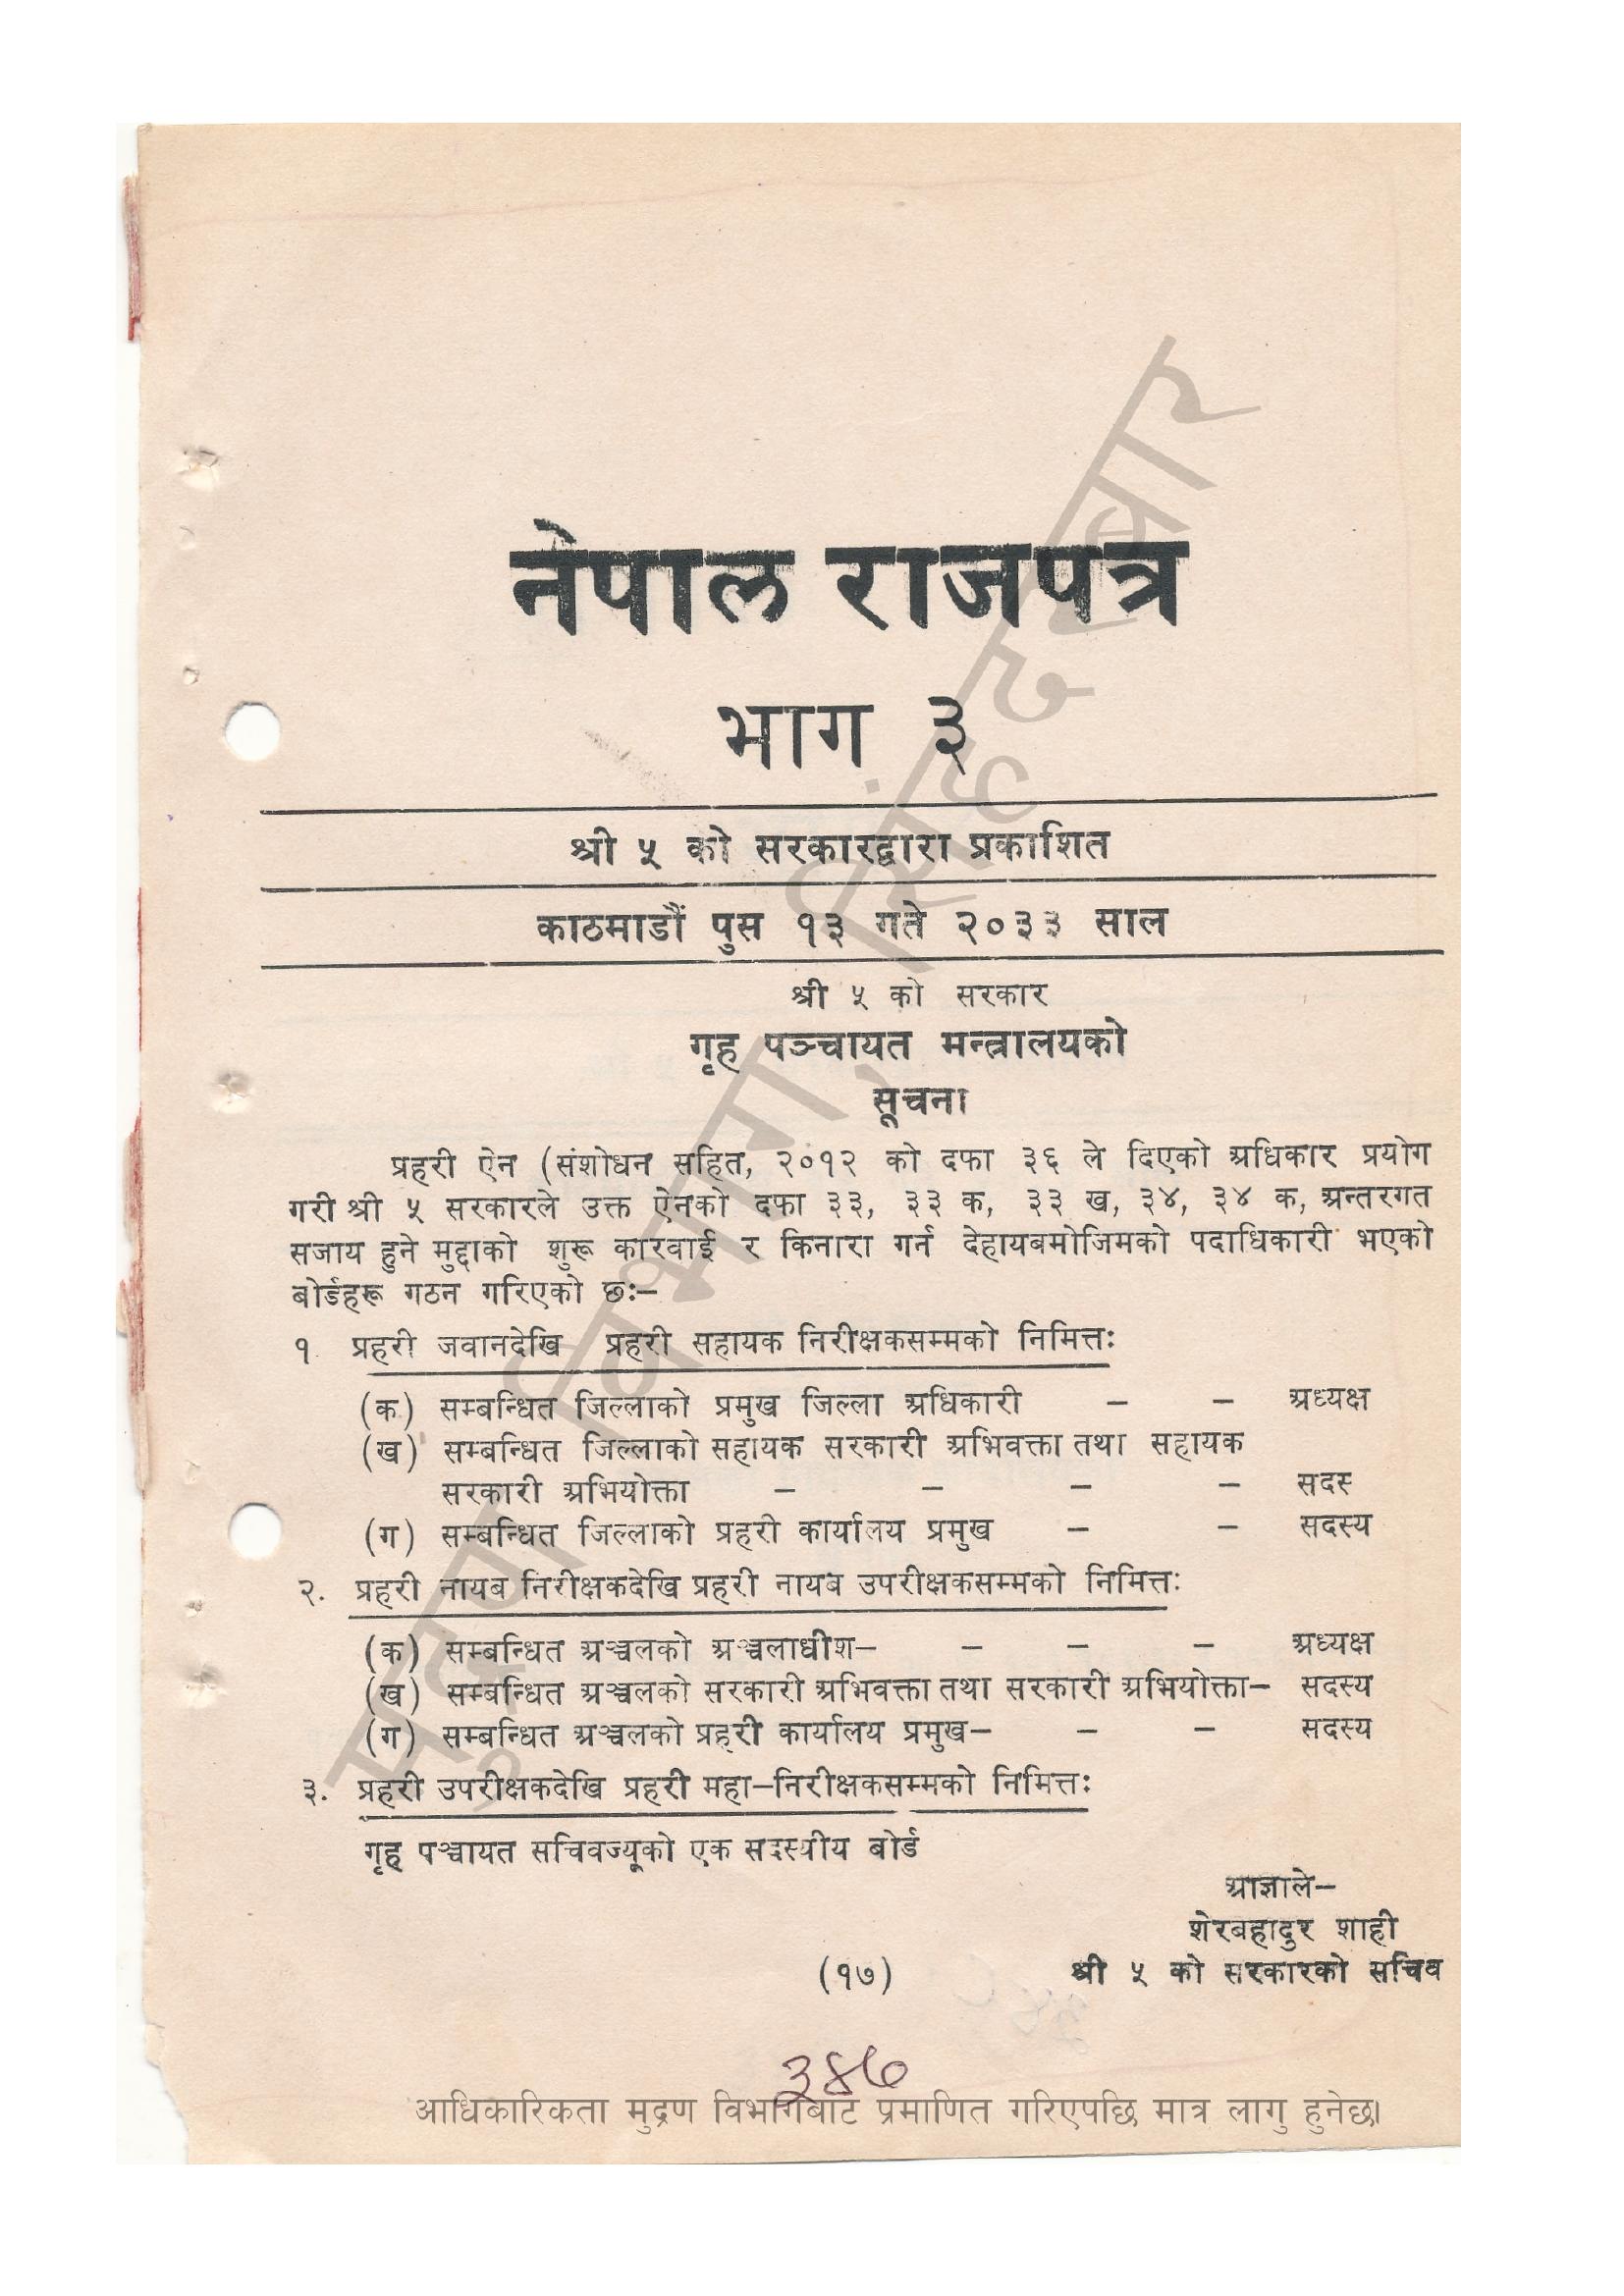 नेपाल राजपत्र
भाग ३
श्री ५ को सरकारद्वारा प्रकाशित
काठमाडौं पुस १३ गते २०३३ साल
श्री ५ को सरकार
गृह पञ्चायत मन्त्रालयको
सूचना
प्रहरी ऐन (संशोधन सहित, २०१२ को दफा ३६ ले दिएको अधिकार प्रयोग
गरी श्री ५ सरकारले उक्त ऐनको दफा ३३, ३३ क, ३३ ख, ३४, ३४ क, अन्तरगत
सजाय हुने मुद्दाको शुरू कारवाई र किनारा गर्न देहायबमोजिमको पदाधिकारी भएको
बोर्डहरू गठन गरिएको छ:–
१ प्रहरी जवानदेखि प्रहरी सहायक निरीक्षकसम्मको निमित्त:
(क) सम्बन्धित जिल्लाको प्रमुख जिल्ला अधिकारी – – अध्यक्ष
(ख) सम्बन्धित जिल्लाको सहायक सरकारी अभिवक्ता तथा सहायक
सरकारी अभियोक्ता – – – – सदस
(ग) सम्बन्धित जिल्लाको प्रहरी कार्यालय प्रमुख – – सदस्य
२. प्रहरी नायब निरीक्षकदेखि प्रहरी नायब उपरीक्षकसम्मको निमित्त:
(क) सम्बन्धित अञ्चलको अञ्चलाधीश– – – – अध्यक्ष
(ख) सम्बन्धित अञ्चलको सरकारी अभिवक्ता तथा सरकारी अभियोक्ता– सदस्य
(ग) सम्बन्धित अञ्चलको प्रहरी कार्यालय प्रमुख– – – सदस्य
३. प्रहरी उपरीक्षकदेखि प्रहरी महा–निरीक्षकसम्मको निमित्त:
गृह पञ्चायत सचिवज्यूको एक सदस्यीय बोर्ड
आज्ञाले–
शेरबहादुर शाही
(१७) श्री ५ को सरकारको सचिव
३४७
आधिकारिकता मुद्रण विभागबाट प्रमाणित गरिएपछि मात्र लागु हुनेछ।
मुद्रण विभाग, सिंहदरबार